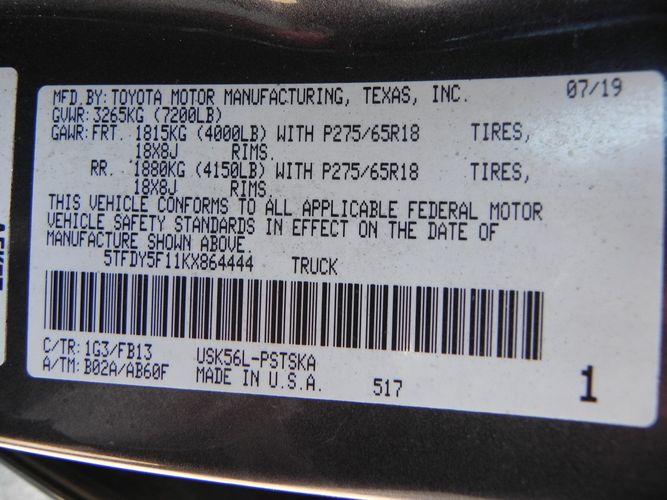 MFD.BY:TOYOTA MOTOR MANUFACTURING, TEXAS, INC. 07/19
GVWR:3265KG (7200LB)
GAWR:FRT. 1815KG (4000LB) WITH P275/65R18 TIRES,
18X8J RIMS.
RR. 1880KG (4150LB) WITH P275/65R18 TIRES,
18X8J RIMS.
THIS VEHICLE CONFORMS TO ALL APPLICABLE FEDERAL MOTOR
VEHICLE SAFETY STANDARDS IN EFFECT ON THE DATE OF
MANUFACTURE SHOWN ABOVE.
5TFDY5F11KX864444 TRUCK
C/TR:1G3/FB13 USK56L-PSTSKA
A/TM:B02A/AB60F MADE IN U.S.A. 517 1